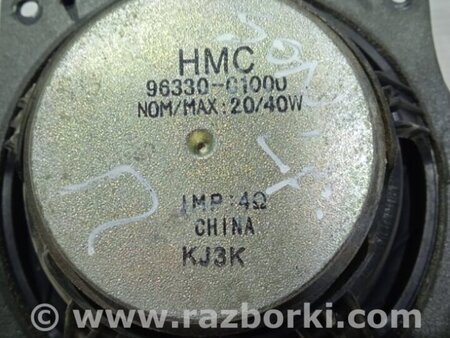 HMC
96330-C1000
NOM/MAX:20/40W
IMP:4Ω
CHINA
KJ3K
© www.razborki.com